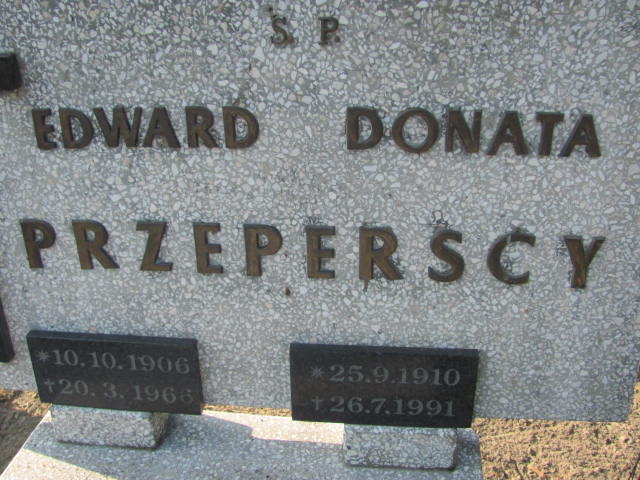 Ś. P.
EDWARD DONATA
PRZEPERSCY
*10.10.1906
†20.3.1966
*25.9.1910
†26.7.1991